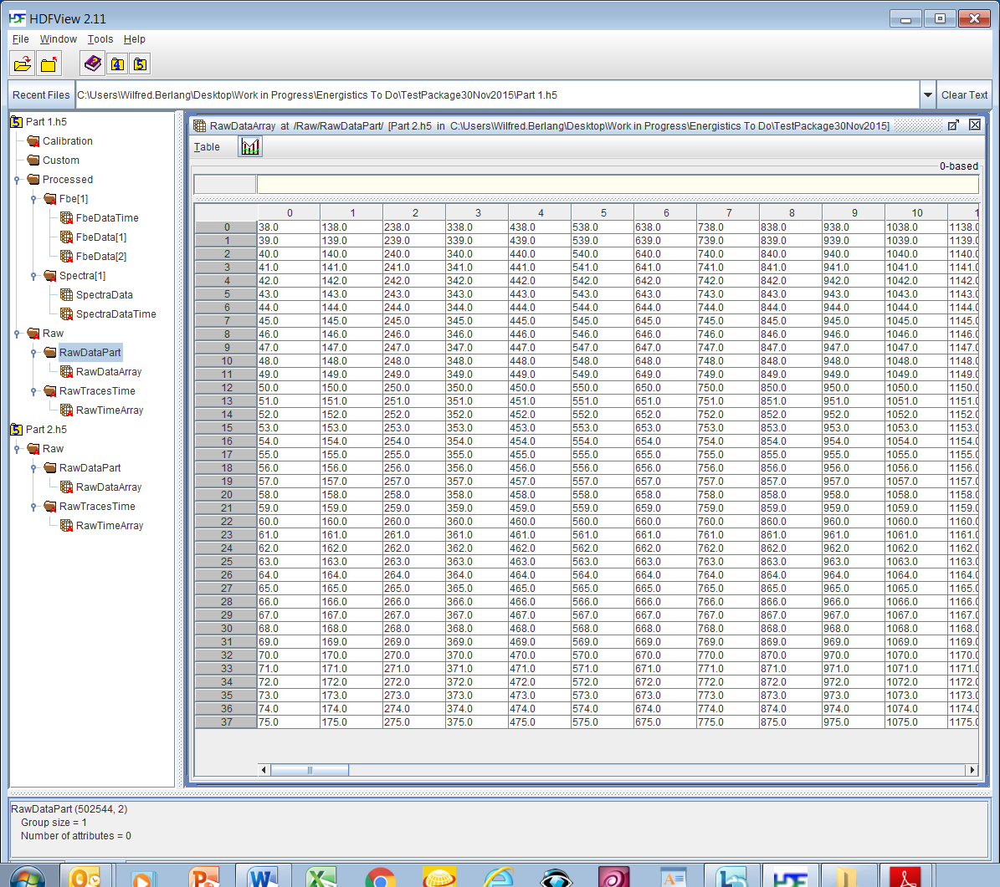 HDF HDFView 2.11
File Window Tools Help
4 5
Recent Files C:\Users\Wilfred.Berlang\Desktop\Work in Progress\Energistics To Do\TestPackage30Nov2015\Part 1.h5 Clear Text
5 Part 1.h5
Calibration
Custom
Processed
Fbe[1]
FbeDataTime
FbeData[1]
FbeData[2]
Spectra[1]
SpectraData
SpectraDataTime
Raw
RawDataPart
RawDataArray
RawTracesTime
RawTimeArray
5 Part 2.h5
Raw
RawDataPart
RawDataArray
RawTracesTime
RawTimeArray
RawDataArray at /Raw/RawDataPart/ [Part 2.h5 in C:\Users\Wilfred.Berlang\Desktop\Work in Progress\Energistics To Do\TestPackage30Nov2015]
Table
0-based
0 1 2 3 4 5 6 7 8 9 10 1
0 38.0 138.0 238.0 338.0 438.0 538.0 638.0 738.0 838.0 938.0 1038.0 1138.0
1 39.0 139.0 239.0 339.0 439.0 539.0 639.0 739.0 839.0 939.0 1039.0 1139.0
2 40.0 140.0 240.0 340.0 440.0 540.0 640.0 740.0 840.0 940.0 1040.0 1140.0
3 41.0 141.0 241.0 341.0 441.0 541.0 641.0 741.0 841.0 941.0 1041.0 1141.0
4 42.0 142.0 242.0 342.0 442.0 542.0 642.0 742.0 842.0 942.0 1042.0 1142.0
5 43.0 143.0 243.0 343.0 443.0 543.0 643.0 743.0 843.0 943.0 1043.0 1143.0
6 44.0 144.0 244.0 344.0 444.0 544.0 644.0 744.0 844.0 944.0 1044.0 1144.0
7 45.0 145.0 245.0 345.0 445.0 545.0 645.0 745.0 845.0 945.0 1045.0 1145.0
8 46.0 146.0 246.0 346.0 446.0 546.0 646.0 746.0 846.0 946.0 1046.0 1146.0
9 47.0 147.0 247.0 347.0 447.0 547.0 647.0 747.0 847.0 947.0 1047.0 1147.0
10 48.0 148.0 248.0 348.0 448.0 548.0 648.0 748.0 848.0 948.0 1048.0 1148.0
11 49.0 149.0 249.0 349.0 449.0 549.0 649.0 749.0 849.0 949.0 1049.0 1149.0
12 50.0 150.0 250.0 350.0 450.0 550.0 650.0 750.0 850.0 950.0 1050.0 1150.0
13 51.0 151.0 251.0 351.0 451.0 551.0 651.0 751.0 851.0 951.0 1051.0 1151.0
14 52.0 152.0 252.0 352.0 452.0 552.0 652.0 752.0 852.0 952.0 1052.0 1152.0
15 53.0 153.0 253.0 353.0 453.0 553.0 653.0 753.0 853.0 953.0 1053.0 1153.0
16 54.0 154.0 254.0 354.0 454.0 554.0 654.0 754.0 854.0 954.0 1054.0 1154.0
17 55.0 155.0 255.0 355.0 455.0 555.0 655.0 755.0 855.0 955.0 1055.0 1155.0
18 56.0 156.0 256.0 356.0 456.0 556.0 656.0 756.0 856.0 956.0 1056.0 1156.0
19 57.0 157.0 257.0 357.0 457.0 557.0 657.0 757.0 857.0 957.0 1057.0 1157.0
20 58.0 158.0 258.0 358.0 458.0 558.0 658.0 758.0 858.0 958.0 1058.0 1158.0
21 59.0 159.0 259.0 359.0 459.0 559.0 659.0 759.0 859.0 959.0 1059.0 1159.0
22 60.0 160.0 260.0 360.0 460.0 560.0 660.0 760.0 860.0 960.0 1060.0 1160.0
23 61.0 161.0 261.0 361.0 461.0 561.0 661.0 761.0 861.0 961.0 1061.0 1161.0
24 62.0 162.0 262.0 362.0 462.0 562.0 662.0 762.0 862.0 962.0 1062.0 1162.0
25 63.0 163.0 263.0 363.0 463.0 563.0 663.0 763.0 863.0 963.0 1063.0 1163.0
26 64.0 164.0 264.0 364.0 464.0 564.0 664.0 764.0 864.0 964.0 1064.0 1164.0
27 65.0 165.0 265.0 365.0 465.0 565.0 665.0 765.0 865.0 965.0 1065.0 1165.0
28 66.0 166.0 266.0 366.0 466.0 566.0 666.0 766.0 866.0 966.0 1066.0 1166.0
29 67.0 167.0 267.0 367.0 467.0 567.0 667.0 767.0 867.0 967.0 1067.0 1167.0
30 68.0 168.0 268.0 368.0 468.0 568.0 668.0 768.0 868.0 968.0 1068.0 1168.0
31 69.0 169.0 269.0 369.0 469.0 569.0 669.0 769.0 869.0 969.0 1069.0 1169.0
32 70.0 170.0 270.0 370.0 470.0 570.0 670.0 770.0 870.0 970.0 1070.0 1170.0
33 71.0 171.0 271.0 371.0 471.0 571.0 671.0 771.0 871.0 971.0 1071.0 1171.0
34 72.0 172.0 272.0 372.0 472.0 572.0 672.0 772.0 872.0 972.0 1072.0 1172.0
35 73.0 173.0 273.0 373.0 473.0 573.0 673.0 773.0 873.0 973.0 1073.0 1173.0
36 74.0 174.0 274.0 374.0 474.0 574.0 674.0 774.0 874.0 974.0 1074.0 1174.0
37 75.0 175.0 275.0 375.0 475.0 575.0 675.0 775.0 875.0 975.0 1075.0 1175.0
RawDataPart (502544, 2)
Group size = 1
Number of attributes = 0